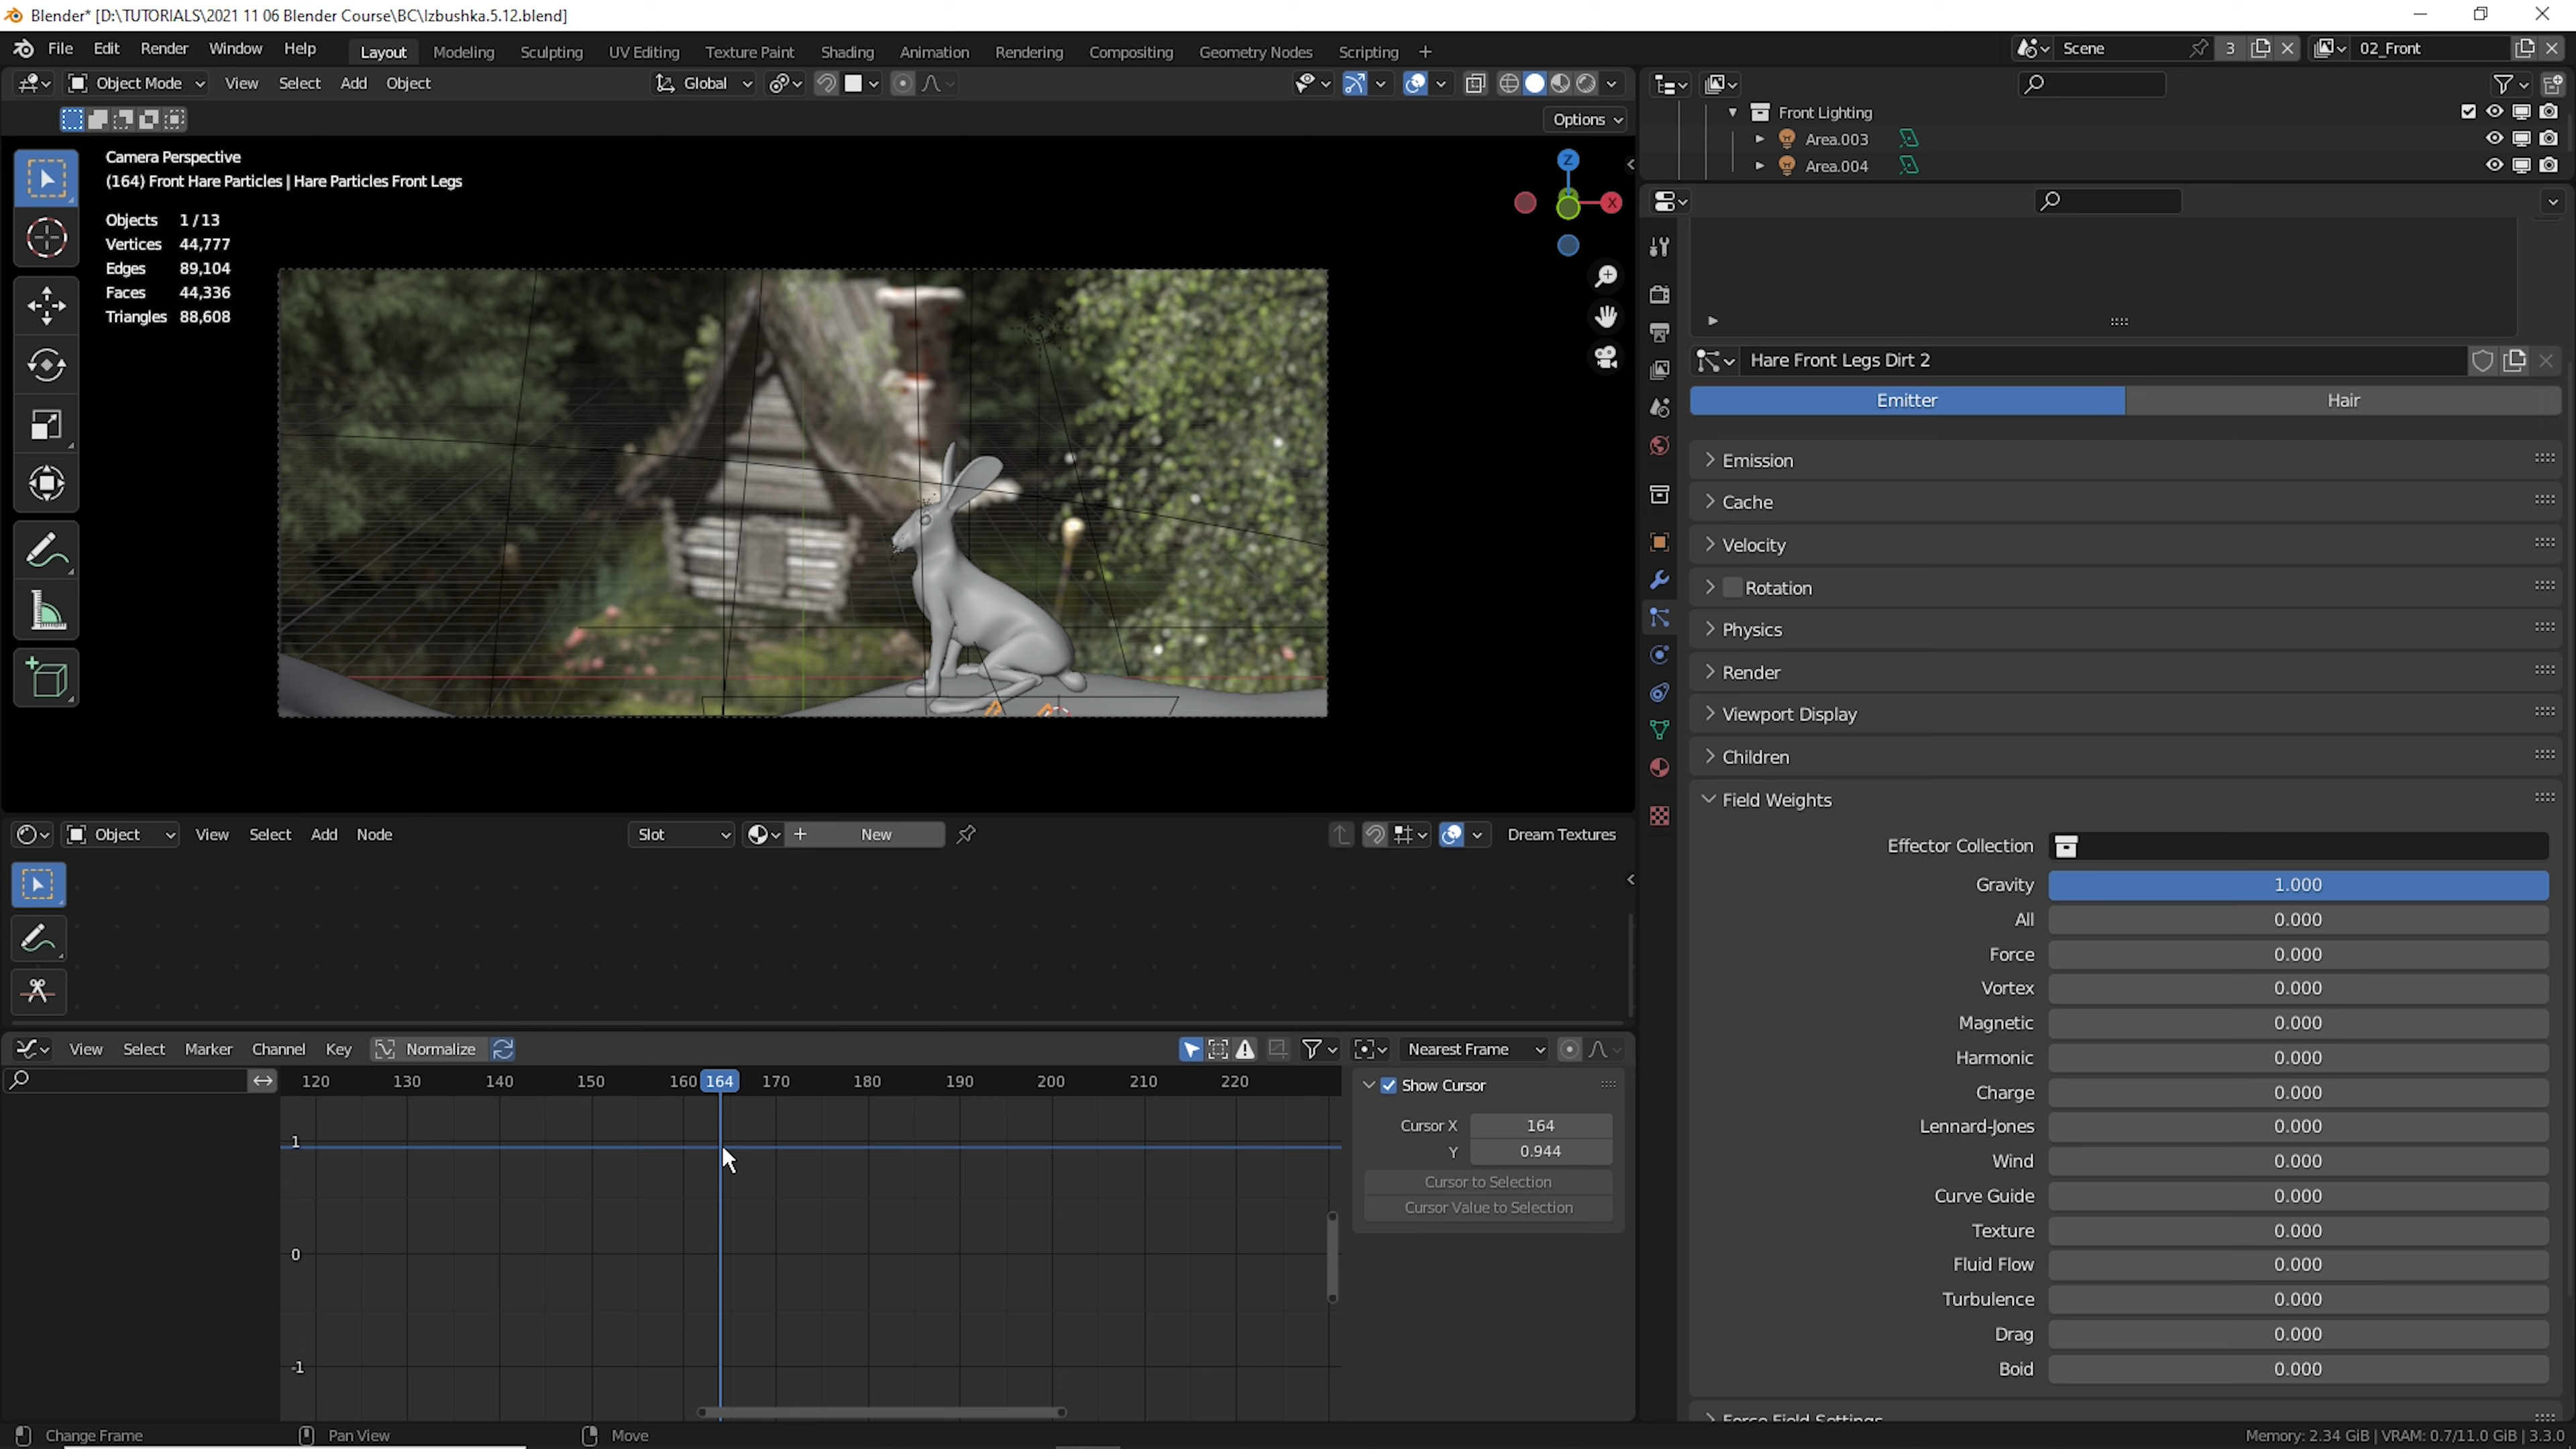 Blender* [D:\TUTORIALS\2021 11 06 Blender Course\BC\Izbushka.5.12.blend]
File Edit Render Window Help Layout Modeling Sculpting UV Editing Texture Paint Shading Animation Rendering Compositing Geometry Nodes Scripting + Scene 3 02_Front
Object Mode View Select Add Object Global
Options
Camera Perspective
(164) Front Hare Particles | Hare Particles Front Legs
Objects 1/13
Vertices 44,777
Edges 89,104
Faces 44,336
Triangles 88,608
Z
X
Front Lighting
Area.003
Area.004
Hare Front Legs Dirt 2
Emitter Hair
Emission
Cache
Velocity
Rotation
Physics
Render
Viewport Display
Children
Field Weights
Effector Collection
Gravity 1.000
All 0.000
Force 0.000
Vortex 0.000
Magnetic 0.000
Harmonic 0.000
Charge 0.000
Lennard-Jones 0.000
Wind 0.000
Curve Guide 0.000
Texture 0.000
Fluid Flow 0.000
Turbulence 0.000
Drag 0.000
Boid 0.000
Force Field Settings
Object View Select Add Node Slot New Dream Textures
View Select Marker Channel Key Normalize Nearest Frame
120 130 140 150 160 164 170 180 190 200 210 220
1
0
-1
Show Cursor
Cursor X 164
Y 0.944
Cursor to Selection
Cursor Value to Selection
Change Frame Pan View Move Memory: 2.34 GiB | VRAM: 0.7/11.0 GiB | 3.3.0